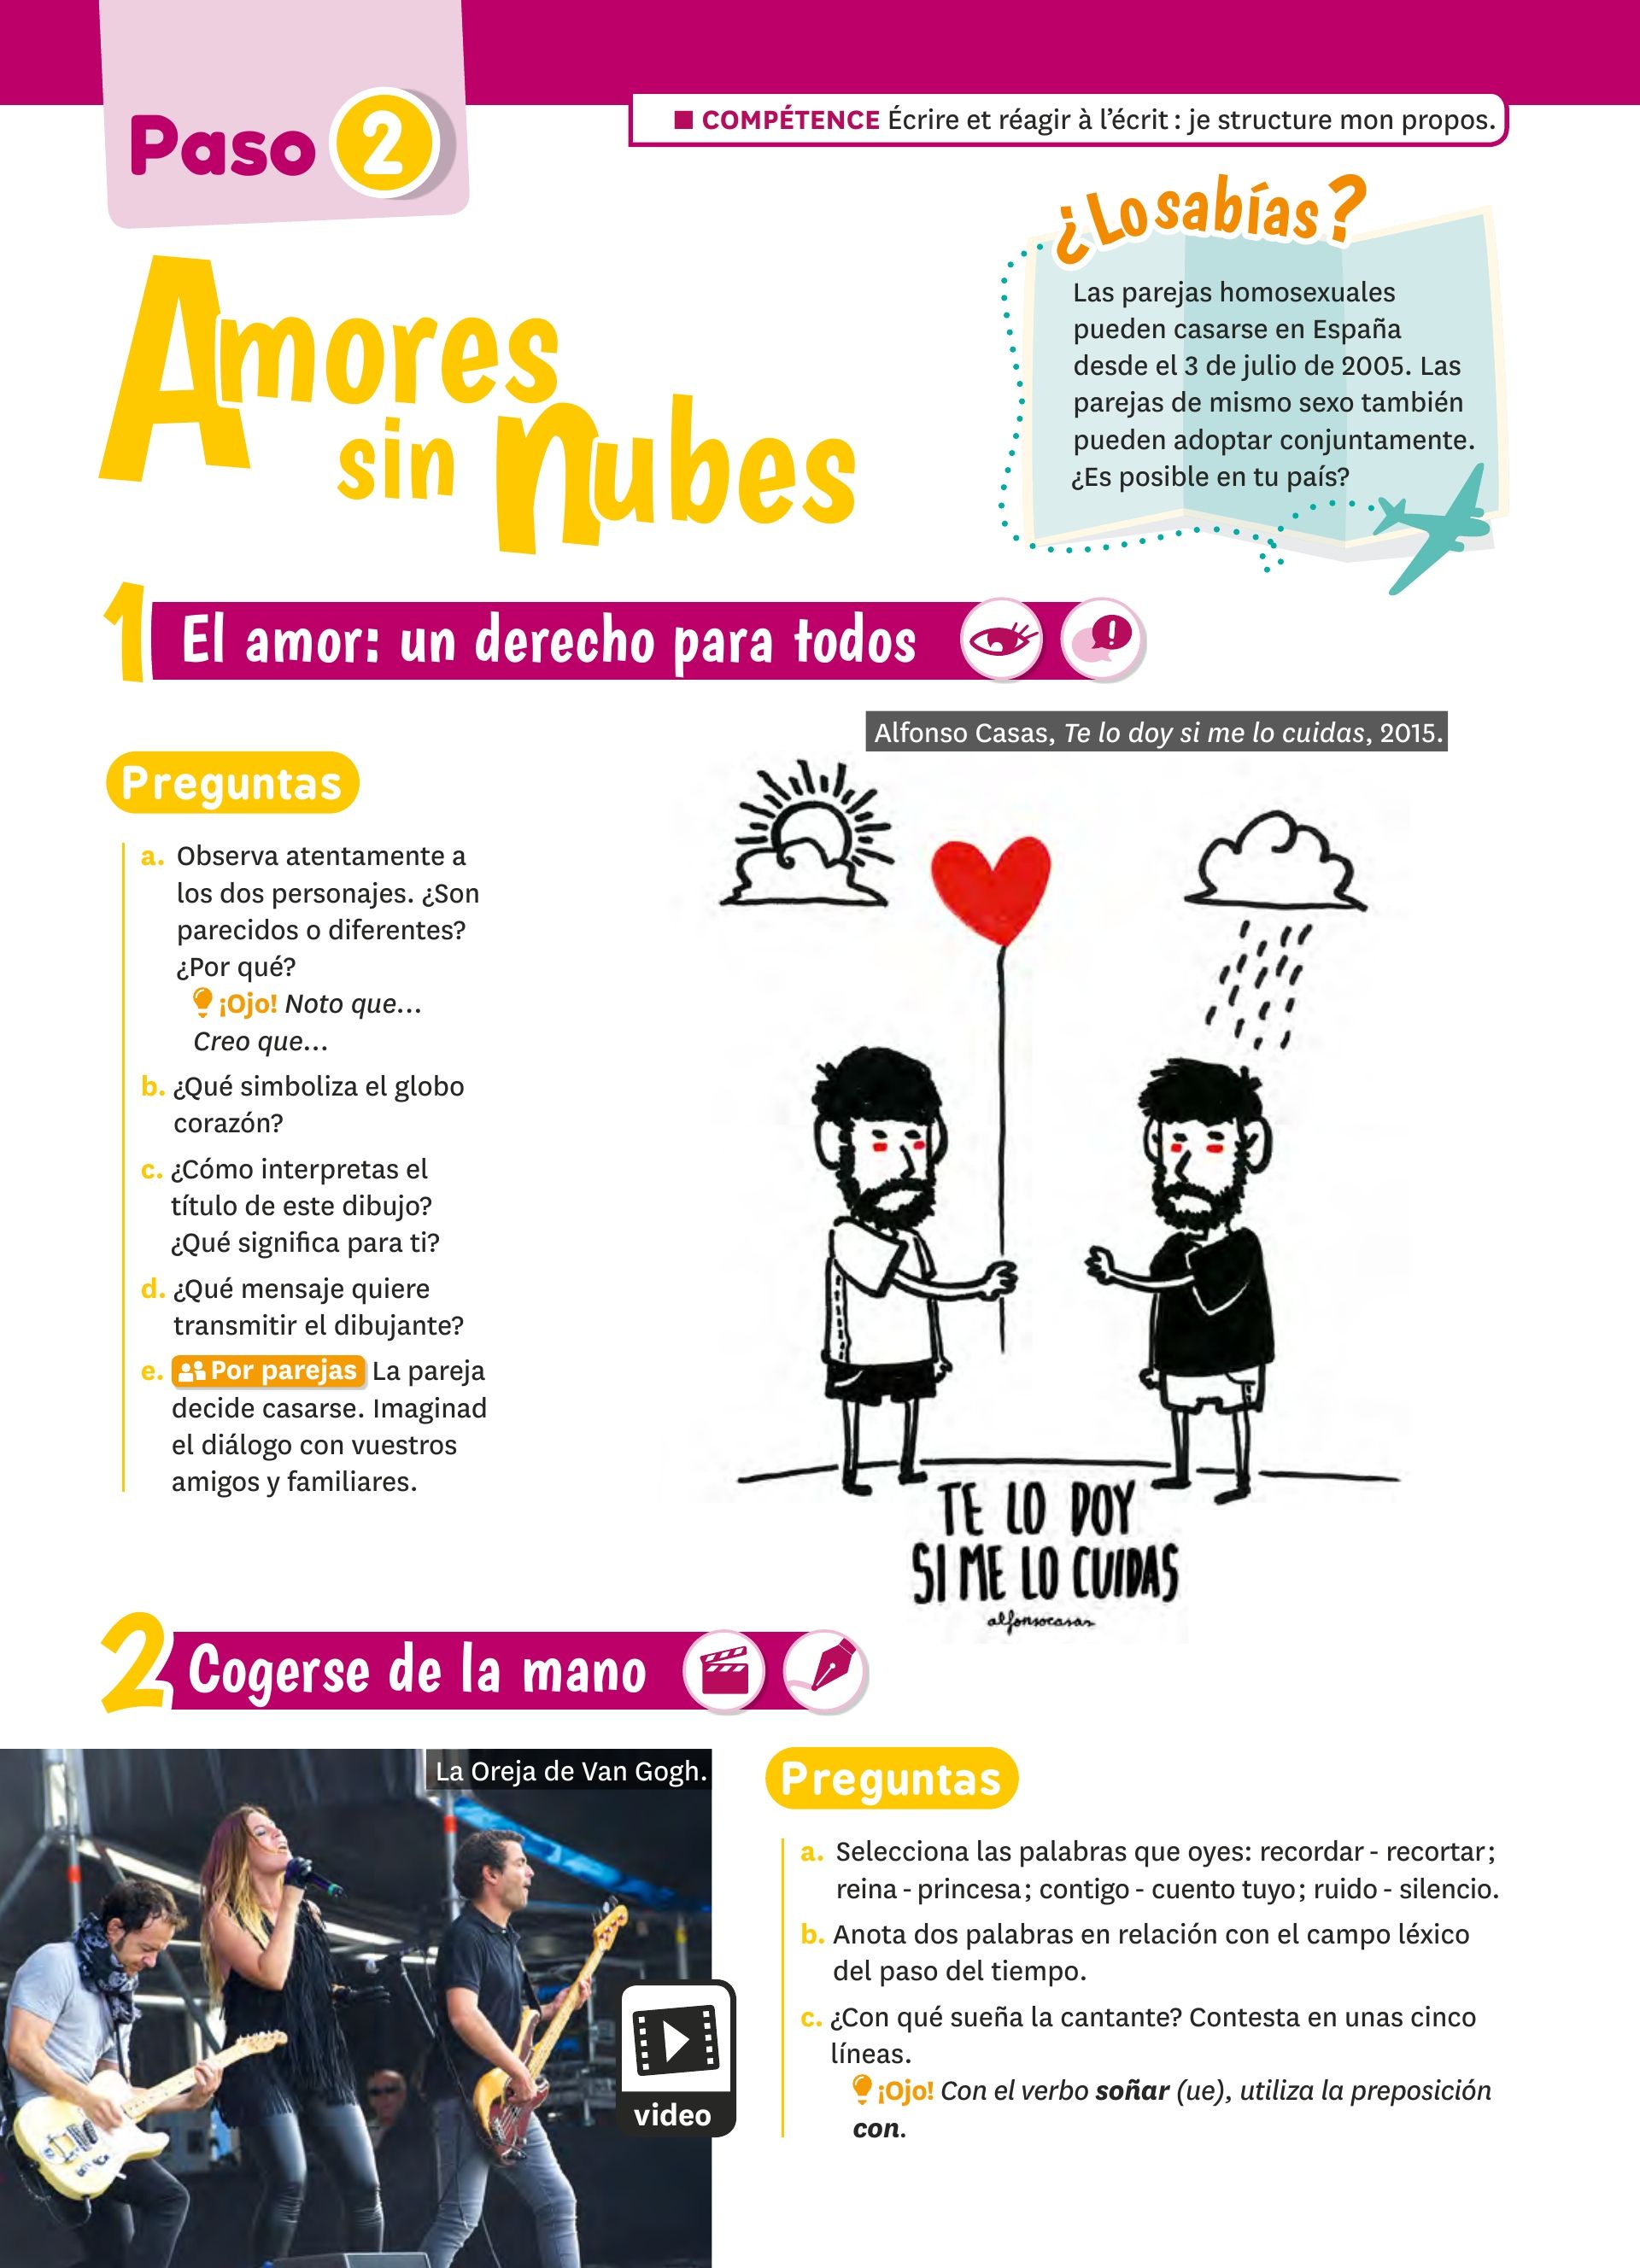 Paso 2
■ COMPÉTENCE Écrire et réagir à l'écrit : je structure mon propos.
¿Lo sabías?
Las parejas homosexuales
pueden casarse en España
desde el 3 de julio de 2005. Las
parejas de mismo sexo también
pueden adoptar conjuntamente.
¿Es posible en tu país?
Amores
sin nubes
1 El amor: un derecho para todos
Alfonso Casas, Te lo doy si me lo cuidas, 2015.
Preguntas
a. Observa atentamente a
los dos personajes. ¿Son
parecidos o diferentes?
¿Por qué?
¡Ojo! Noto que...
Creo que...
b. ¿Qué simboliza el globo
corazón?
c. ¿Cómo interpretas el
título de este dibujo?
¿Qué significa para ti?
d. ¿Qué mensaje quiere
transmitir el dibujante?
e. Por parejas La pareja
decide casarse. Imaginad
el diálogo con vuestros
amigos y familiares.
TE LO DOY
SI ME LO CUIDAS
alfonsocasas
2 Cogerse de la mano
La Oreja de Van Gogh.
video
Preguntas
a. Selecciona las palabras que oyes: recordar - recortar;
reina - princesa; contigo - cuento tuyo; ruido - silencio.
b. Anota dos palabras en relación con el campo léxico
del paso del tiempo.
c. ¿Con qué sueña la cantante? Contesta en unas cinco
líneas.
¡Ojo! Con el verbo soñar (ue), utiliza la preposición
con.